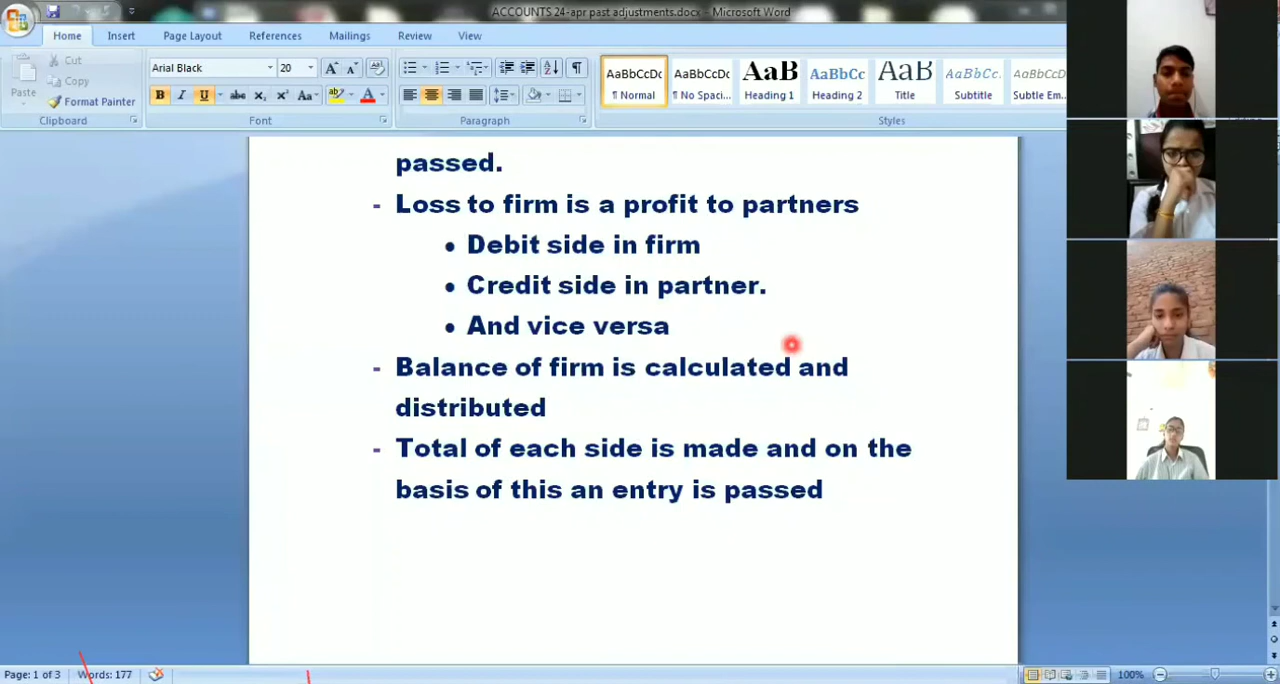 ACCOUNTS 24-apr past adjustments.docx - Microsoft Word
Home Insert Page Layout References Mailings Review View
Cut
Copy
Paste
Format Painter
Clipboard
Arial Black 20
B I U abc X₂ X² Aa A
Font
Paragraph
AaBbCcDc AaBbCcDc AaB AaBbCc AaB AaBbCc. AaBbCcD
¶ Normal ¶ No Spaci... Heading 1 Heading 2 Title Subtitle Subtle Em...
Styles
passed.
- Loss to firm is a profit to partners
• Debit side in firm
• Credit side in partner.
• And vice versa
- Balance of firm is calculated and
distributed
- Total of each side is made and on the
basis of this an entry is passed
Page: 1 of 3 Words: 177 100%